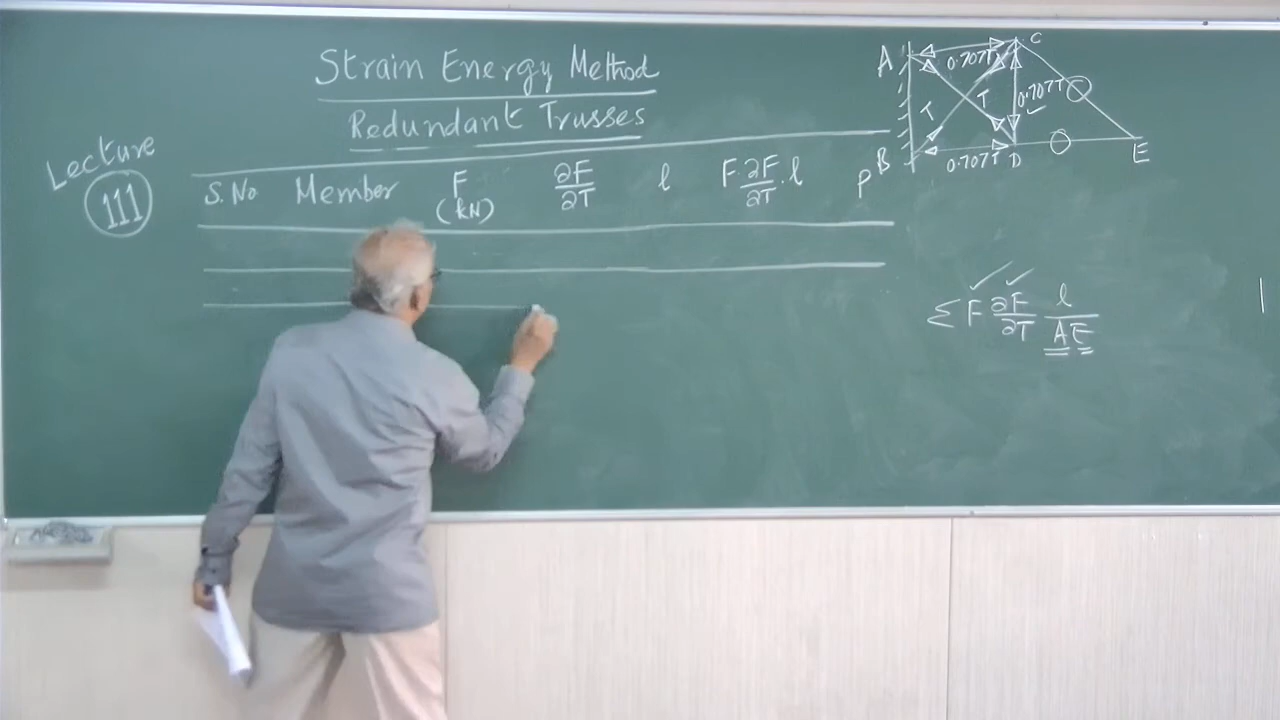 Strain Energy Method
Redundant Trusses
Lecture
111
S.No Member F (kN) ∂F/∂T l F·∂F/∂T·l P
A
B
C
D
E
0.707T
T
T
0.707T
0.707T
Σ F ∂F/∂T l/AE